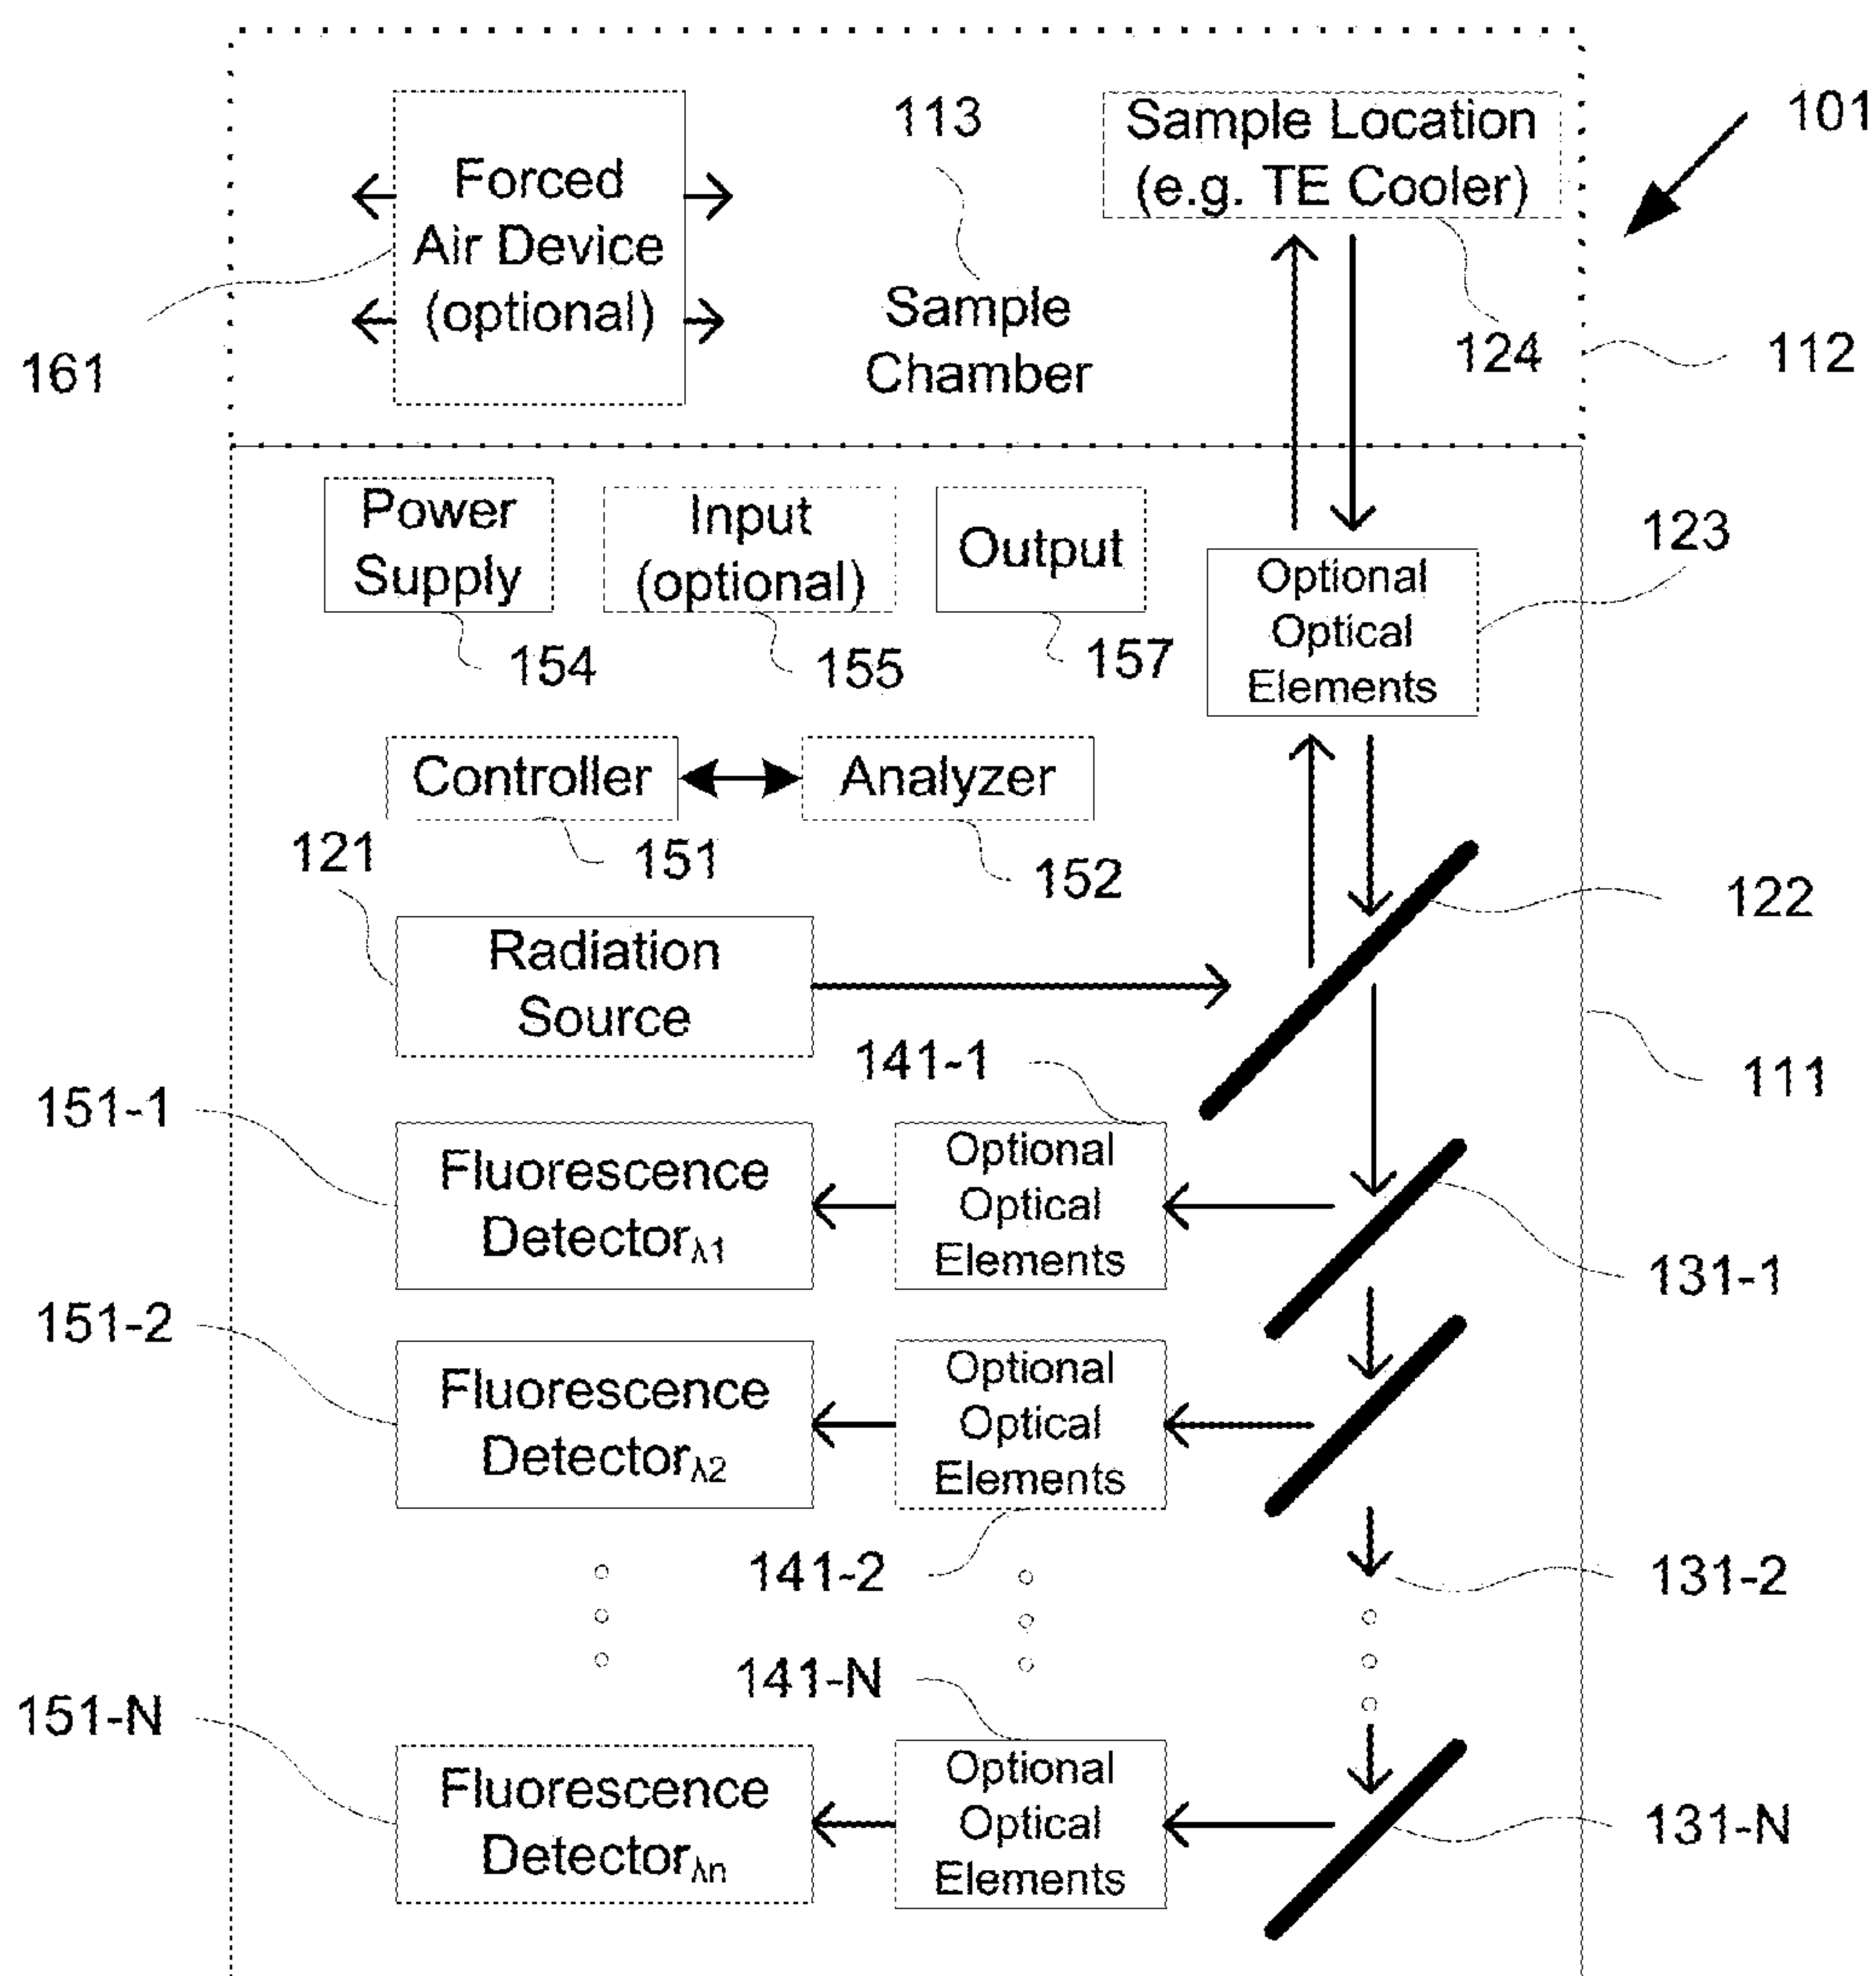 101
113
Sample Location
(e.g. TE Cooler)
Forced
Air Device
(optional)
Sample
Chamber
161
124
112
Power
Supply
Input
(optional)
Output
123
Optional
Optical
Elements
154
155
157
Controller
Analyzer
121
151
152
122
Radiation
Source
141-1
111
151-1
Fluorescence
Detectorλ1
Optional
Optical
Elements
131-1
151-2
Fluorescence
Detectorλ2
Optional
Optical
Elements
141-2
131-2
141-N
151-N
Fluorescence
Detectorλn
Optional
Optical
Elements
131-N